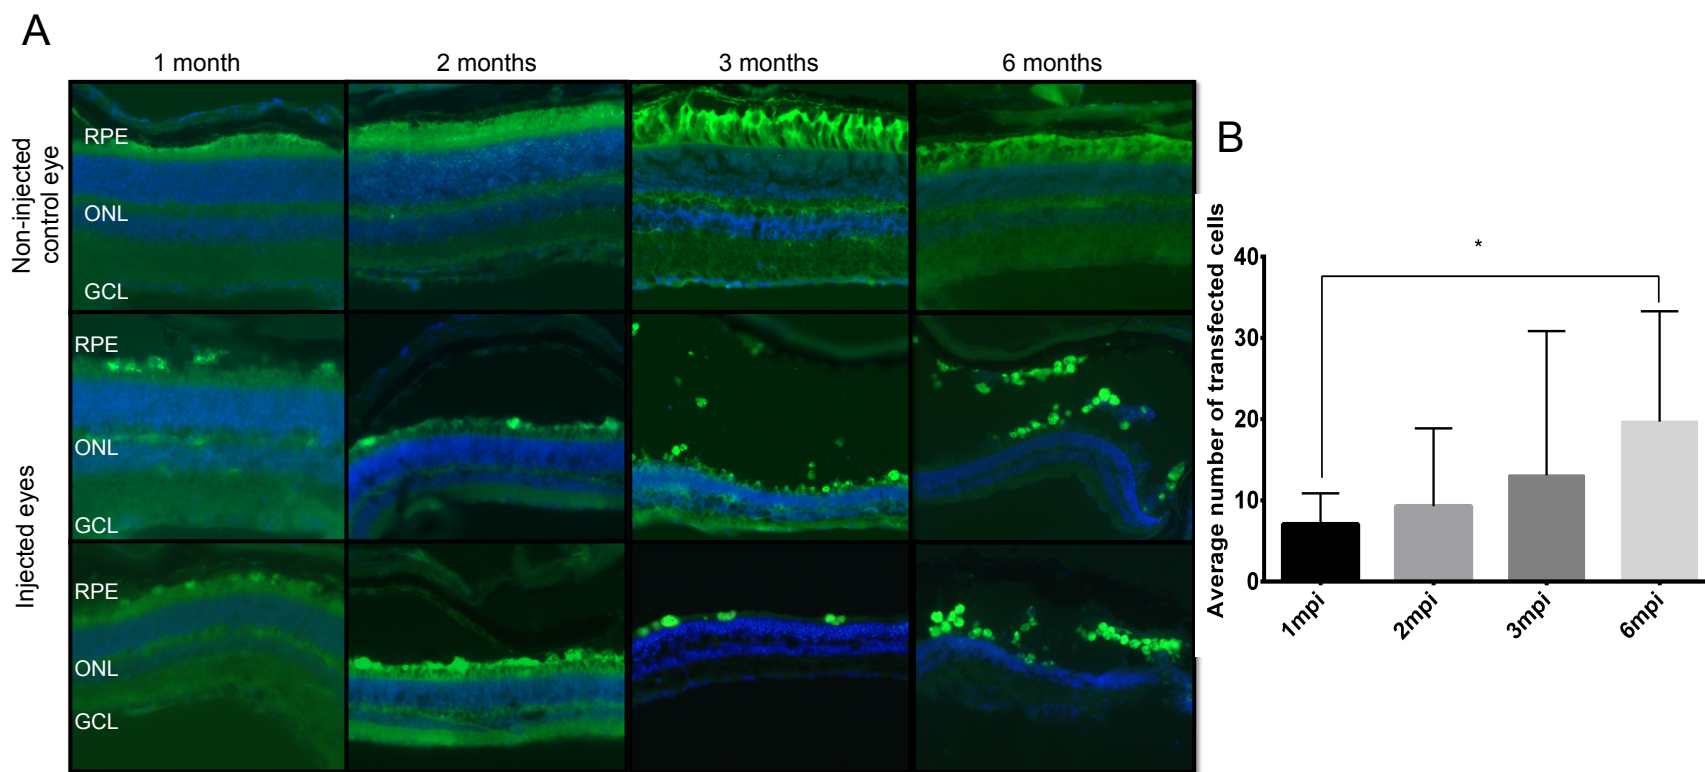 A
1 month
2 months
3 months
6 months
Non-injected
control eye
RPE
ONL
GCL
Injected eyes
RPE
ONL
GCL
RPE
ONL
GCL
B
Average number of transfected cells
40
30
20
10
0
*
1mpi
2mpi
3mpi
6mpi